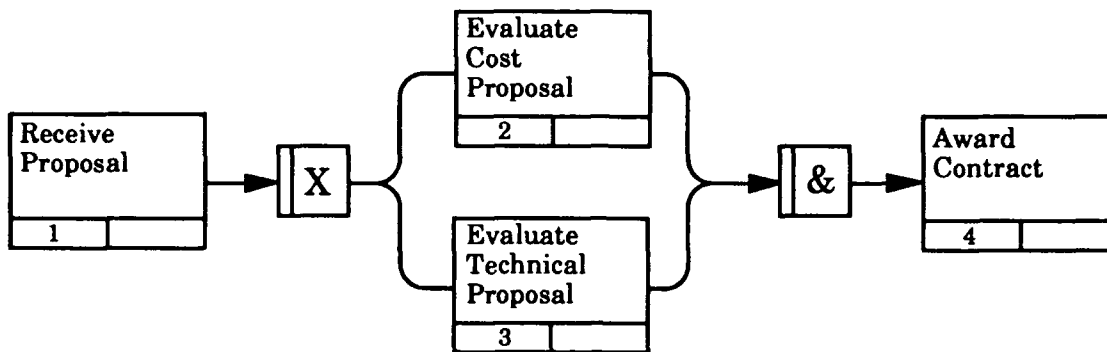 Receive
Proposal
1
X
Evaluate
Cost
Proposal
2
Evaluate
Technical
Proposal
3
&
Award
Contract
4